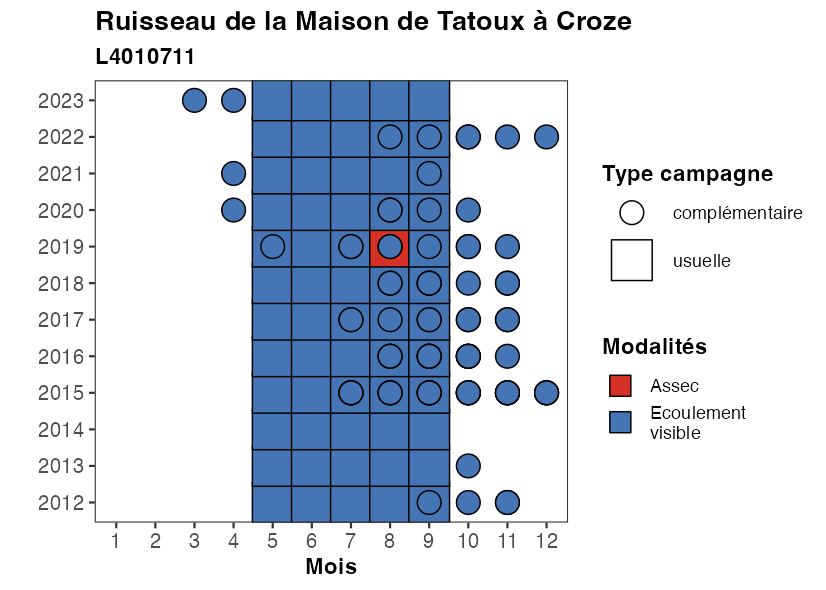 Ruisseau de la Maison de Tatoux à Croze
L4010711
2023
2022
2021
2020
2019
2018
2017
2016
2015
2014
2013
2012
1 2 3 4 5 6 7 8 9 10 11 12
Mois
Type campagne
complémentaire
usuelle
Modalités
Assec
Ecoulement
visible